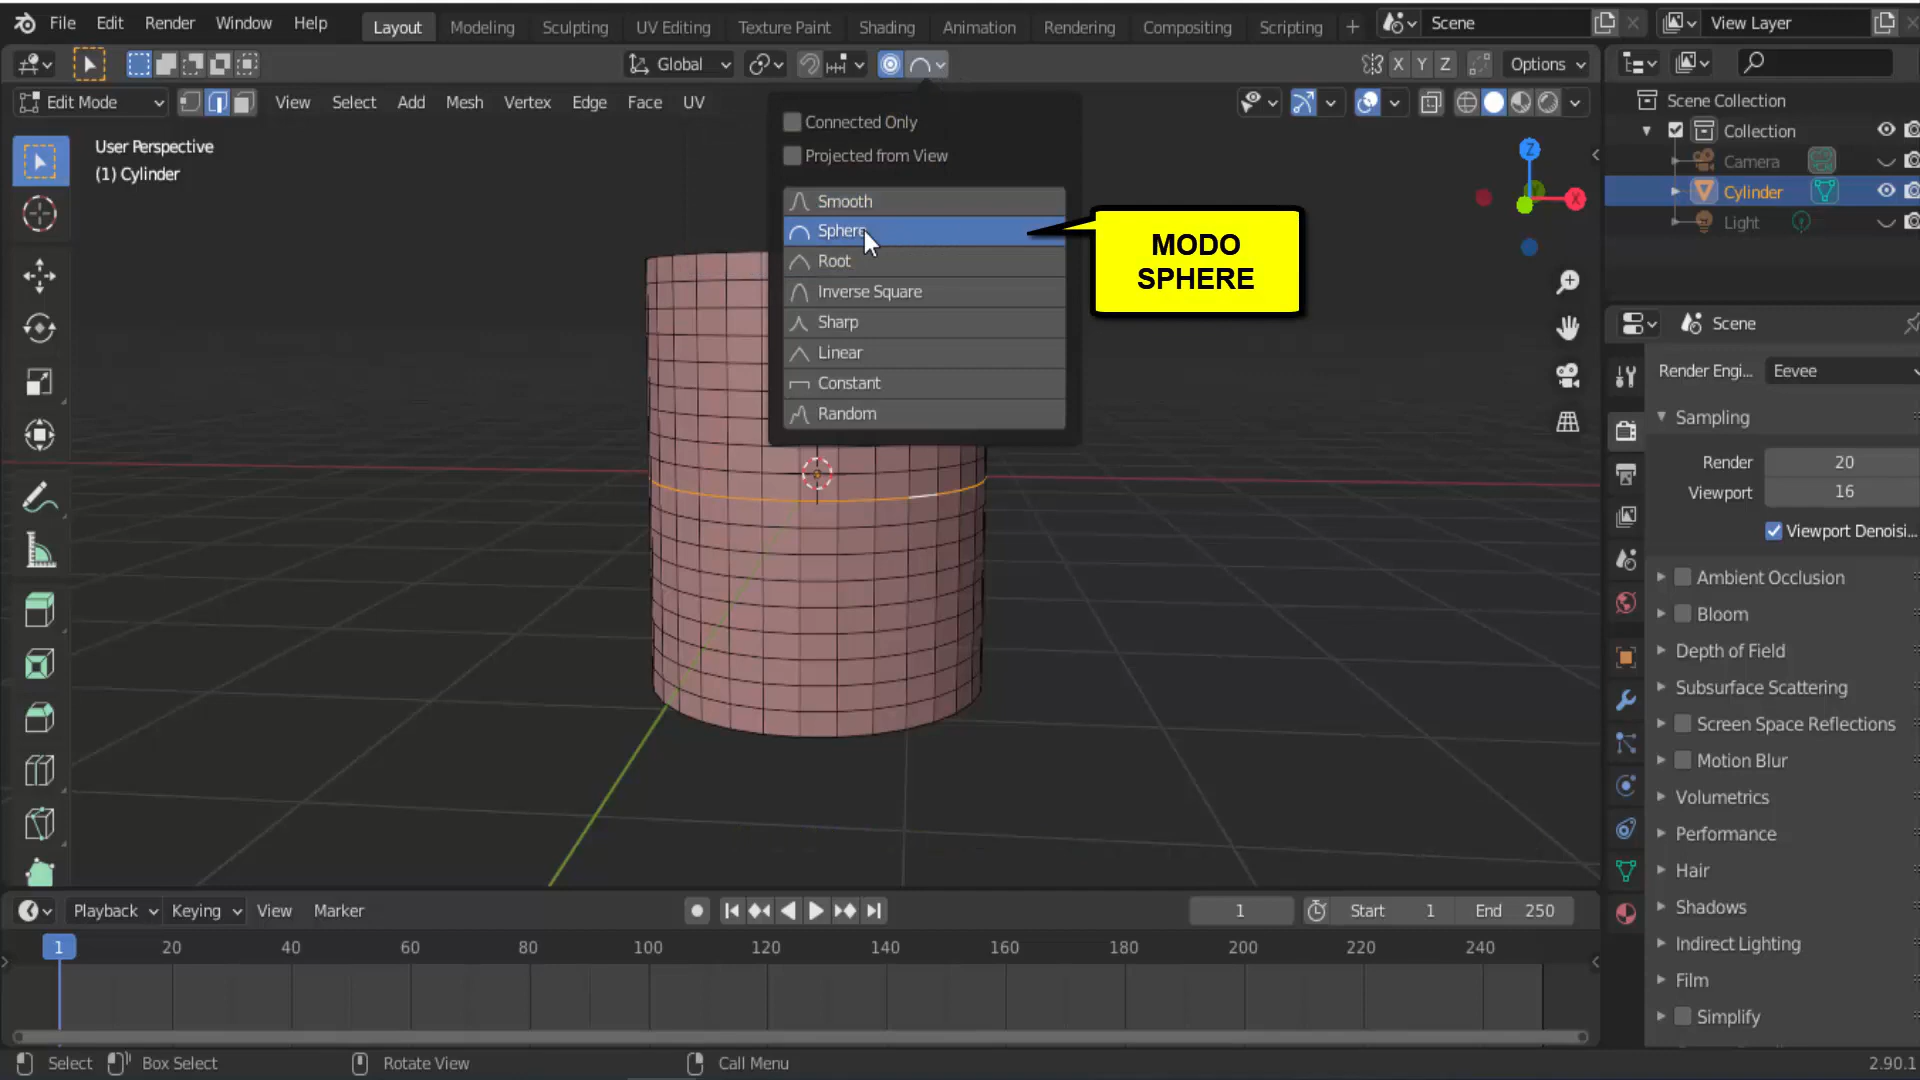 File Edit Render Window Help Layout Modeling Sculpting UV Editing Texture Paint Shading Animation Rendering Compositing Scripting + Scene View Layer
Global X Y Z Options
Edit Mode View Select Add Mesh Vertex Edge Face UV
User Perspective
(1) Cylinder
Connected Only
Projected from View
Smooth
Sphere
Root
Inverse Square
Sharp
Linear
Constant
Random
MODO
SPHERE
Z
X
Scene Collection
Collection
Camera
Cylinder
Light
Scene
Render Engi... Eevee
Sampling
Render 20
Viewport 16
Viewport Denoisi...
Ambient Occlusion
Bloom
Depth of Field
Subsurface Scattering
Screen Space Reflections
Motion Blur
Volumetrics
Performance
Hair
Shadows
Indirect Lighting
Film
Simplify
Playback Keying View Marker 1 Start 1 End 250
1 20 40 60 80 100 120 140 160 180 200 220 240
Select Box Select Rotate View Call Menu 2.90.1